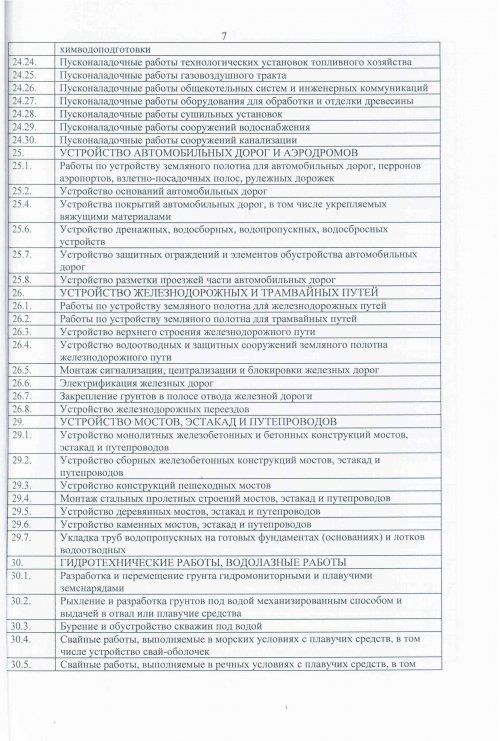 7
химводоподготовки
24.24. Пусконаладочные работы технологических установок топливного хозяйства
24.25. Пусконаладочные работы газовоздушного тракта
24.26. Пусконаладочные работы общекотельных систем и инженерных коммуникаций
24.27. Пусконаладочные работы оборудования для обработки и отделки древесины
24.28. Пусконаладочные работы сушильных установок
24.29. Пусконаладочные работы сооружений водоснабжения
24.30. Пусконаладочные работы сооружений канализации
25. УСТРОЙСТВО АВТОМОБИЛЬНЫХ ДОРОГ И АЭРОДРОМОВ
25.1. Работы по устройству земляного полотна для автомобильных дорог, перронов
аэропортов, взлетно-посадочных полос, рулежных дорожек
25.2. Устройство оснований автомобильных дорог
25.4. Устройства покрытий автомобильных дорог, в том числе укрепляемых
вяжущими материалами
25.6. Устройство дренажных, водосборных, водопропускных, водосбросных
устройств
25.7. Устройство защитных ограждений и элементов обустройства автомобильных
дорог
25.8. Устройство разметки проезжей части автомобильных дорог
26. УСТРОЙСТВО ЖЕЛЕЗНОДОРОЖНЫХ И ТРАМВАЙНЫХ ПУТЕЙ
26.1. Работы по устройству земляного полотна для железнодорожных путей
26.2. Работы по устройству земляного полотна для трамвайных путей
26.3. Устройство верхнего строения железнодорожного пути
26.4. Устройство водоотводных и защитных сооружений земляного полотна
железнодорожного пути
26.5. Монтаж сигнализации, централизации и блокировки железных дорог
26.6. Электрификация железных дорог
26.7. Закрепление грунтов в полосе отвода железной дороги
26.8. Устройство железнодорожных переездов
29. УСТРОЙСТВО МОСТОВ, ЭСТАКАД И ПУТЕПРОВОДОВ
29.1. Устройство монолитных железобетонных и бетонных конструкций мостов,
эстакад и путепроводов
29.2. Устройство сборных железобетонных конструкций мостов, эстакад и
путепроводов
29.3. Устройство конструкций пешеходных мостов
29.4. Монтаж стальных пролетных строений мостов, эстакад и путепроводов
29.5. Устройство деревянных мостов, эстакад и путепроводов
29.6. Устройство каменных мостов, эстакад и путепроводов
29.7. Укладка труб водопропускных на готовых фундаментах (основаниях) и лотков
водоотводных
30. ГИДРОТЕХНИЧЕСКИЕ РАБОТЫ, ВОДОЛАЗНЫЕ РАБОТЫ
30.1. Разработка и перемещение грунта гидромониторными и плавучими
земснарядами
30.2. Рыхление и разработка грунтов под водой механизированным способом и
выдачей в отвал или плавучие средства
30.3. Бурение и обустройство скважин под водой
30.4. Свайные работы, выполняемые в морских условиях с плавучих средств, в том
числе устройство свай-оболочек
30.5. Свайные работы, выполняемые в речных условиях с плавучих средств, в том